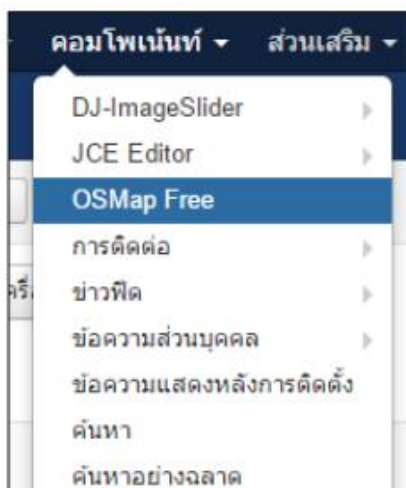 คอมโพเน้นท์ ส่วนเสริม
DJ-ImageSlider
JCE Editor
OSMap Free
การติดต่อ
ข่าวฟีด
ข้อความส่วนบุคคล
ข้อความแสดงหลังการติดตั้ง
ค้นหา
ค้นหาอย่างฉลาด